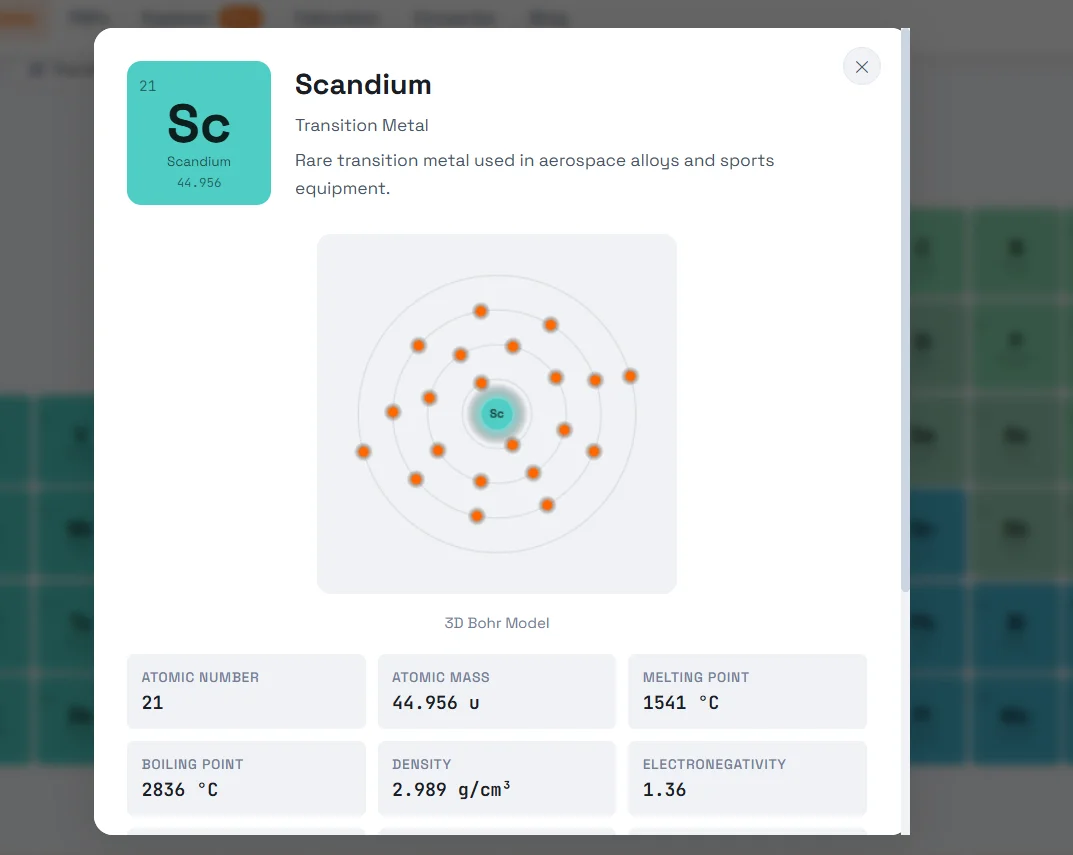 21
Sc
Scandium
44.956
Scandium
Transition Metal
Rare transition metal used in aerospace alloys and sports
equipment.
Sc
3D Bohr Model
ATOMIC NUMBER
21
ATOMIC MASS
44.956 u
MELTING POINT
1541 °C
BOILING POINT
2836 °C
DENSITY
2.989 g/cm³
ELECTRONEGATIVITY
1.36